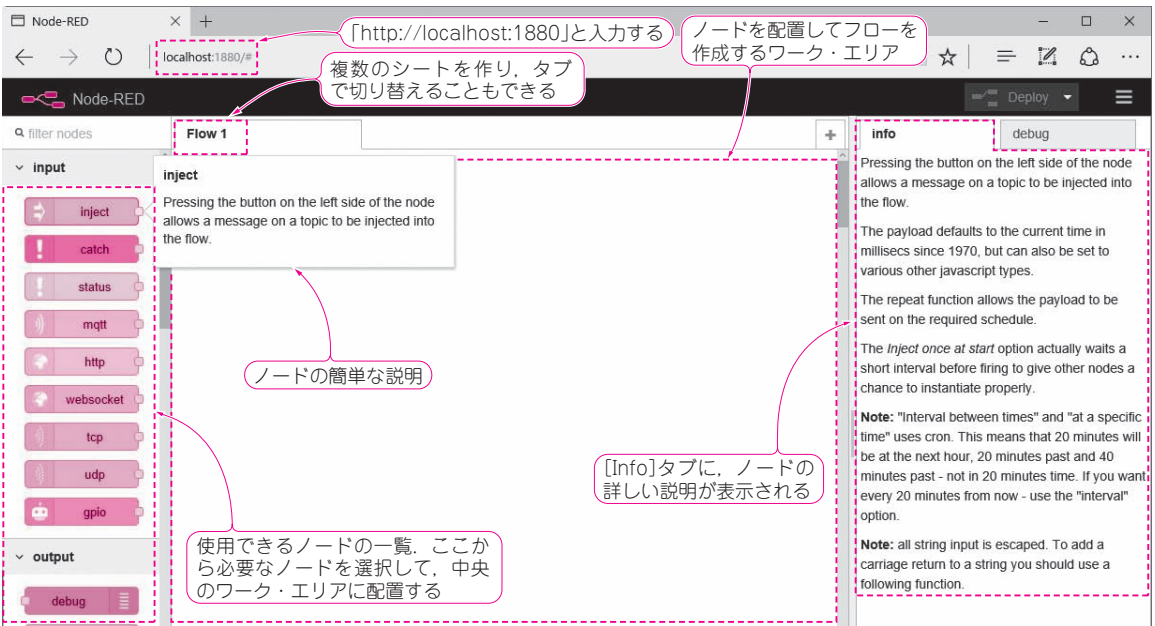 Node-RED
「http://localhost:1880」と入力する
ノードを配置してフローを
作成するワーク・エリア
localhost:1880/#
複数のシートを作り，タブ
で切り替えることもできる
Node-RED
Deploy
filter nodes
Flow 1
info
debug
input
inject
catch
status
mqtt
http
websocket
tcp
udp
gpio
output
debug
inject
Pressing the button on the left side of the node
allows a message on a topic to be injected into
the flow.
ノードの簡単な説明
使用できるノードの一覧．ここか
ら必要なノードを選択して，中央
のワーク・エリアに配置する
[Info]タブに，ノードの
詳しい説明が表示される
Pressing the button on the left side of the node
allows a message on a topic to be injected into
the flow.
The payload defaults to the current time in
millisecs since 1970, but can also be set to
various other javascript types.
The repeat function allows the payload to be
sent on the required schedule.
The Inject once at start option actually waits a
short interval before firing to give other nodes a
chance to instantiate properly.
Note: "Interval between times" and "at a specific
time" uses cron. This means that 20 minutes will
be at the next hour, 20 minutes past and 40
minutes past - not in 20 minutes time. If you want
every 20 minutes from now - use the "interval"
option.
Note: all string input is escaped. To add a
carriage return to a string you should use a
following function.